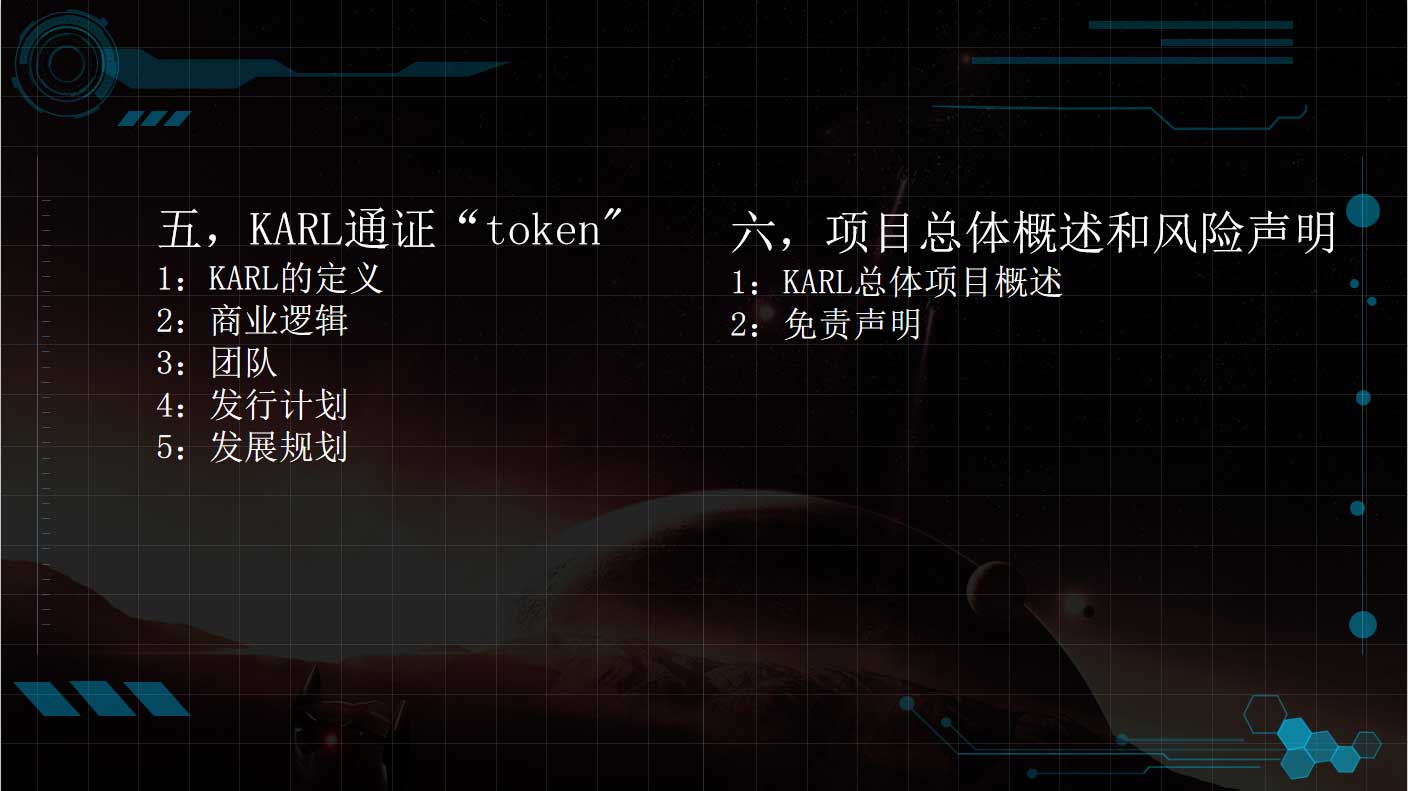 五，KARL通证“token"
1：KARL的定义
2：商业逻辑
3：团队
4：发行计划
5：发展规划
六，项目总体概述和风险声明
1：KARL总体项目概述
2：免责声明